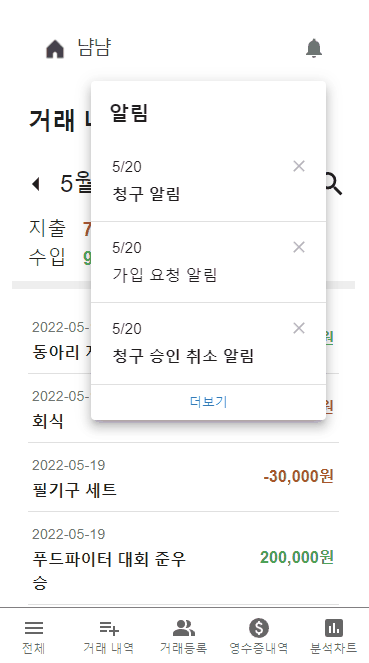 냠냠
거래 내
알림
5월
5/20
청구 알림
지출 7
수입 9
5/20
가입 요청 알림
2022-05-
5/20
동아리
청구 승인 취소 알림
원
2022-05-
더보기
회식
원
2022-05-19
필기구 세트
-30,000원
2022-05-19
푸드파이터 대회 준우
승
200,000원
전체
거래 내역
거래등록
영수증내역
분석차트